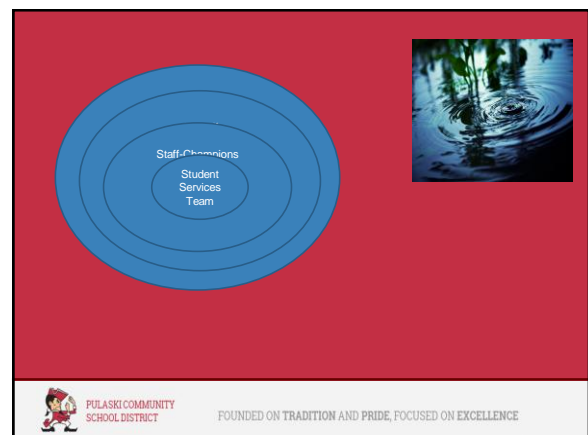 Staff-Champions
Student
Services
Team
PULASKI COMMUNITY
SCHOOL DISTRICT
FOUNDED ON TRADITION AND PRIDE, FOCUSED ON EXCELLENCE